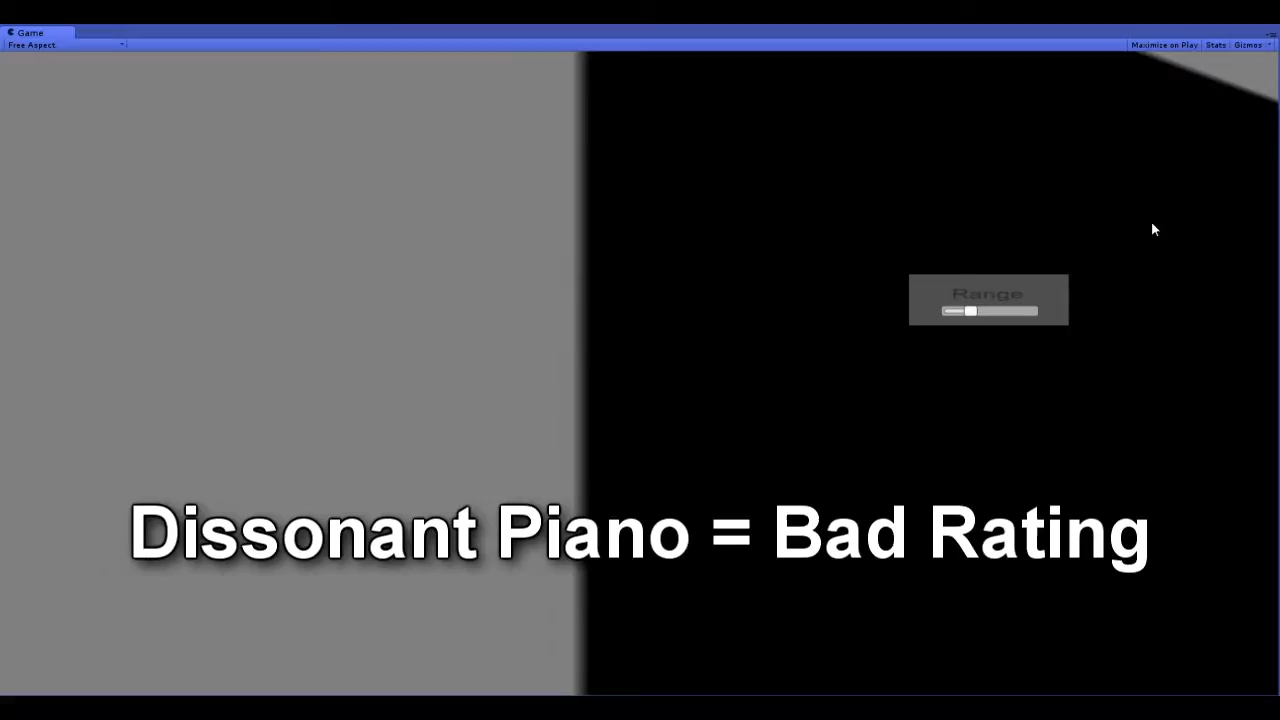 Game
Free Aspect
Maximize on Play Stats Gizmos
Range
Dissonant Piano = Bad Rating